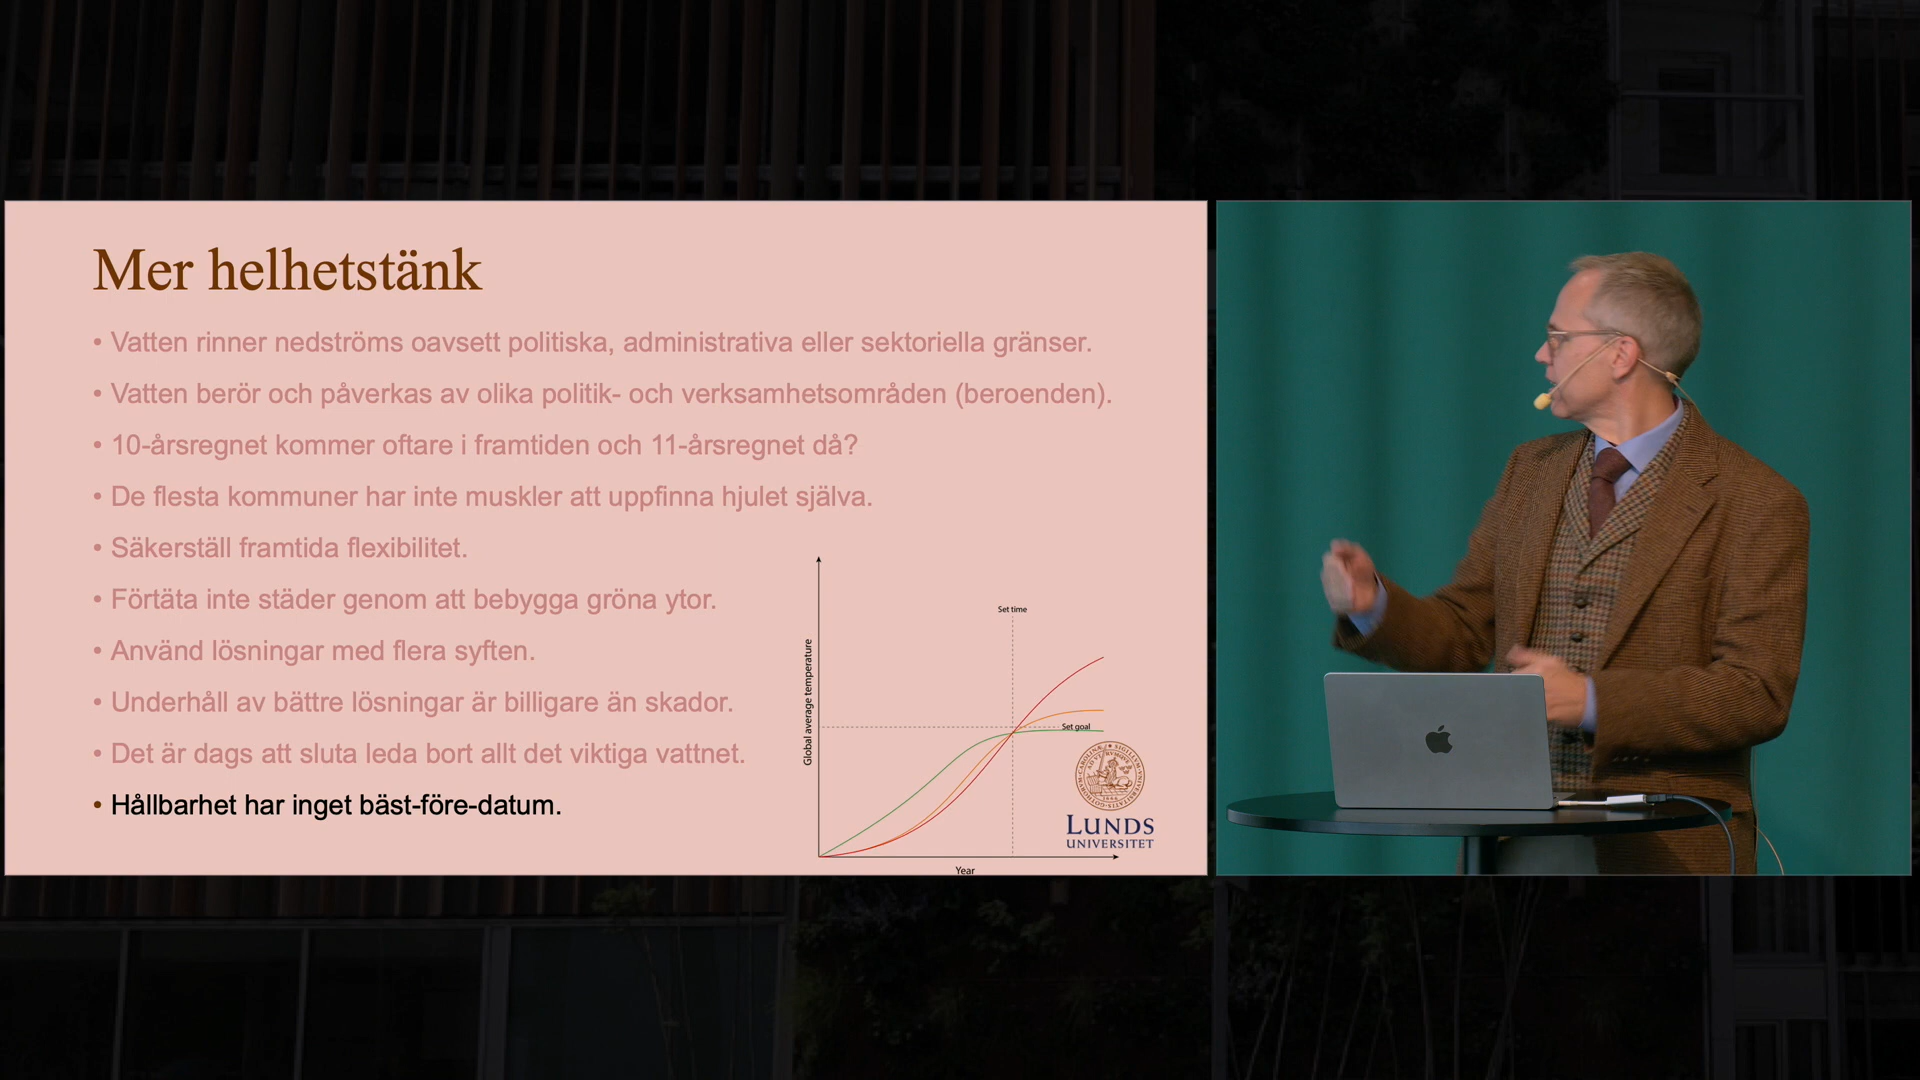 Mer helhetstänk
• Vatten rinner nedströms oavsett politiska, administrativa eller sektoriella gränser.
• Vatten berör och påverkas av olika politik- och verksamhetsområden (beroenden).
• 10-årsregnet kommer oftare i framtiden och 11-årsregnet då?
• De flesta kommuner har inte muskler att uppfinna hjulet själva.
• Säkerställ framtida flexibilitet.
• Förtäta inte städer genom att bebygga gröna ytor.
• Använd lösningar med flera syften.
• Underhåll av bättre lösningar är billigare än skador.
• Det är dags att sluta leda bort allt det viktiga vattnet.
• Hållbarhet har inget bäst-före-datum.
Set time
Global average temperature
Set goal
LUNDS
UNIVERSITET
Year